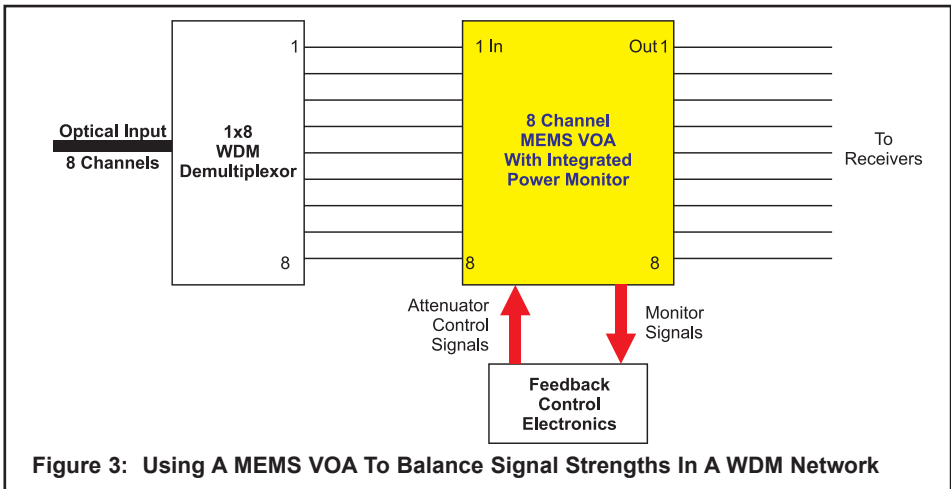 Optical Input
8 Channels
1x8
WDM
Demultiplexor
1
8
1 In
Out 1
8 Channel
MEMS VOA
With Integrated
Power Monitor
8
8
To
Receivers
Attenuator
Control
Signals
Monitor
Signals
Feedback
Control
Electronics
Figure 3: Using A MEMS VOA To Balance Signal Strengths In A WDM Network